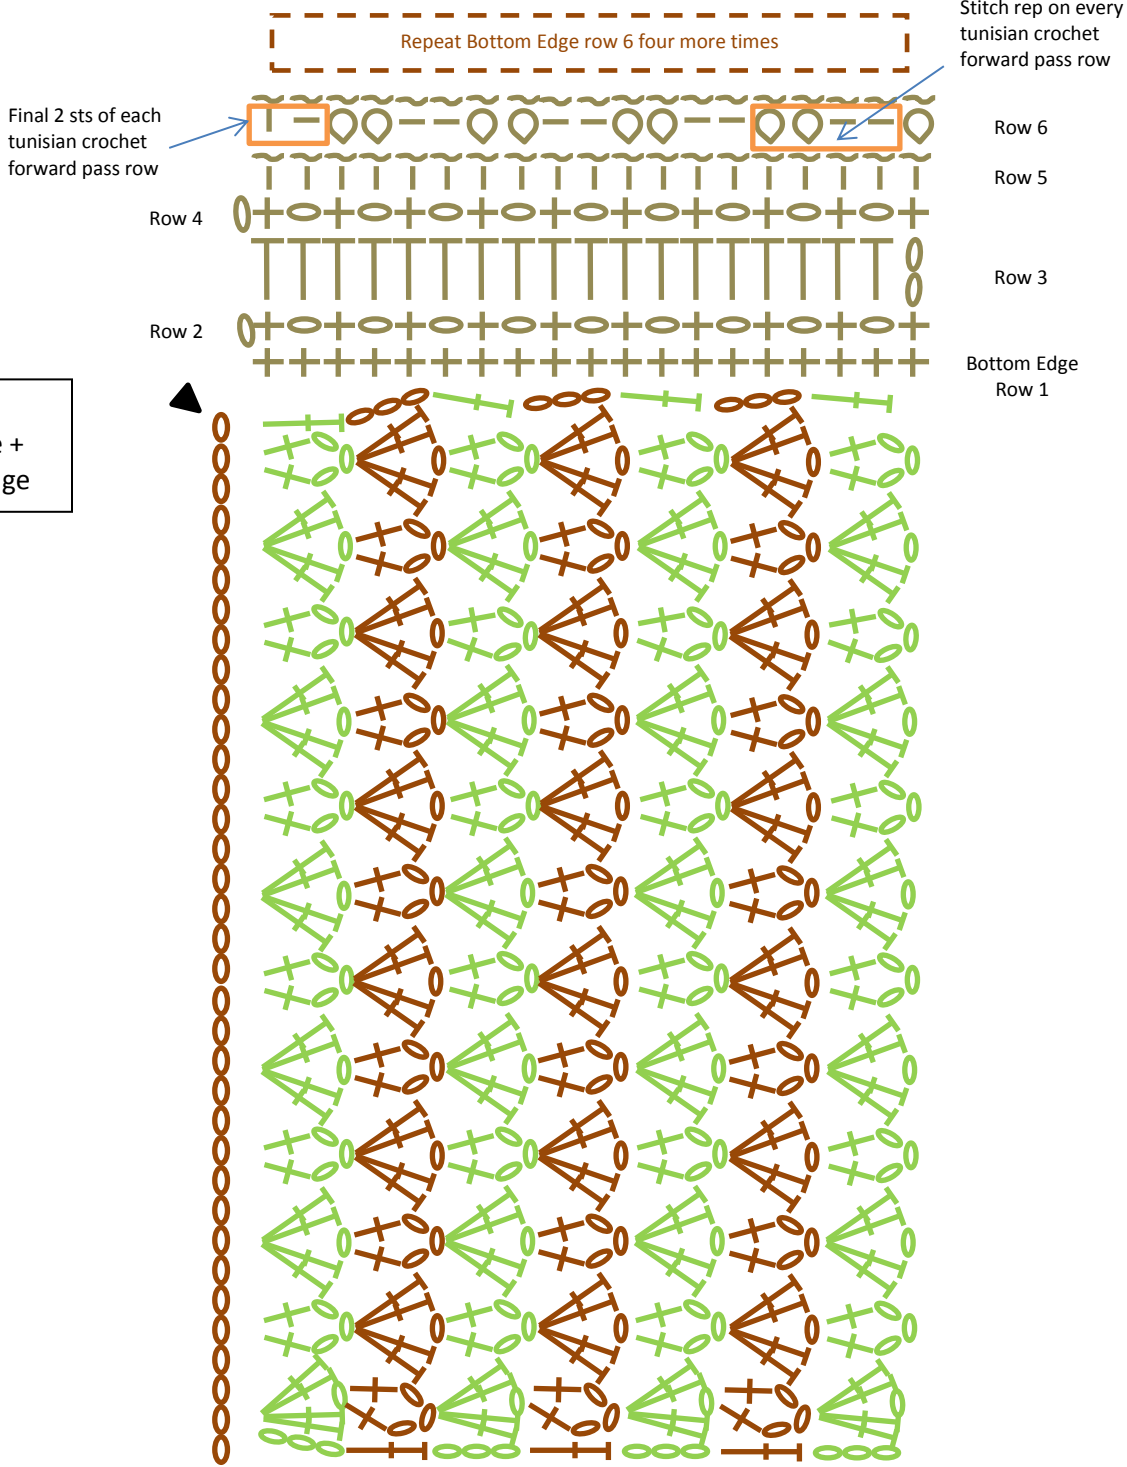 Stitch rep on every
tunisian crochet
forward pass row
Repeat Bottom Edge row 6 four more times
Final 2 sts of each
tunisian crochet
forward pass row
Row 6
Row 5
Row 4
Row 3
Row 2
Bottom Edge
Row 1
+